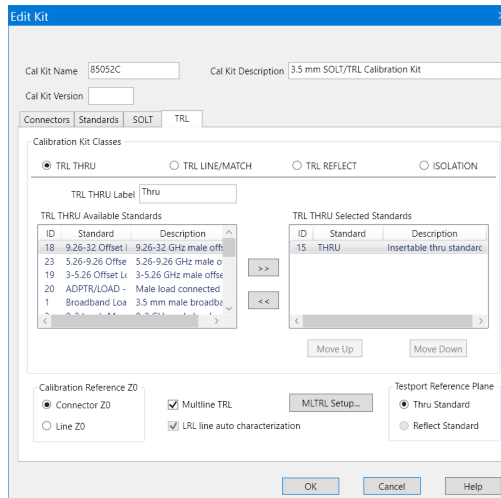 Edit Kit
Cal Kit Name 85052C Cal Kit Description 3.5 mm SOLT/TRL Calibration Kit
Cal Kit Version
Connectors Standards SOLT TRL
Calibration Kit Classes
TRL THRU TRL LINE/MATCH TRL REFLECT ISOLATION
TRL THRU Label Thru
TRL THRU Available Standards TRL THRU Selected Standards
ID Standard Description ID Standard Description
18 9.26-32 Offset 9.26-32 GHz male offs 15 THRU Insertable thru standarc
23 5.26-9.26 Offse 5.26-9.26 GHz male o
19 3-5.26 Offset Lo 3-5.26 GHz male offse
20 ADPTR/LOAD - Male load connected
1 Broadband Loa 3.5 mm male broadba
>>
<<
Move Up Move Down
Calibration Reference Z0 Testport Reference Plane
Connector Z0 Multline TRL MLTRL Setup... Thru Standard
Line Z0 LRL line auto characterization Reflect Standard
OK Cancel Help